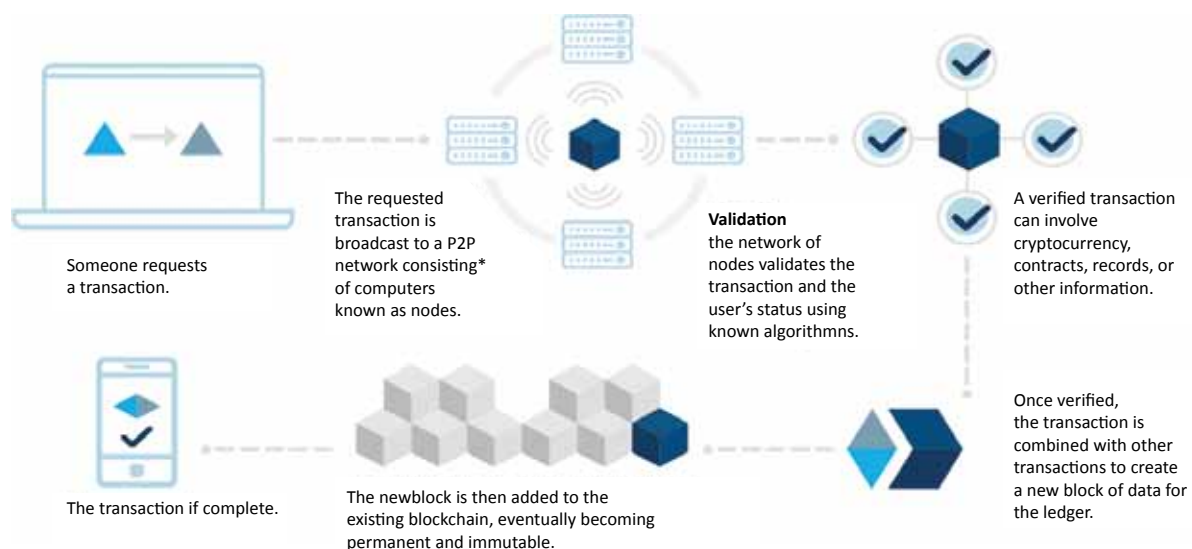 Someone requests
a transaction.
The requested
transaction is
broadcast to a P2P
network consisting*
of computers
known as nodes.
Validation
the network of
nodes validates the
transaction and the
user's status using
known algorithmns.
A verified transaction
can involve
cryptocurrency,
contracts, records, or
other information.
Once verified,
the transaction is
combined with other
transactions to create
a new block of data for
the ledger.
The newblock is then added to the
existing blockchain, eventually becoming
permanent and immutable.
The transaction if complete.